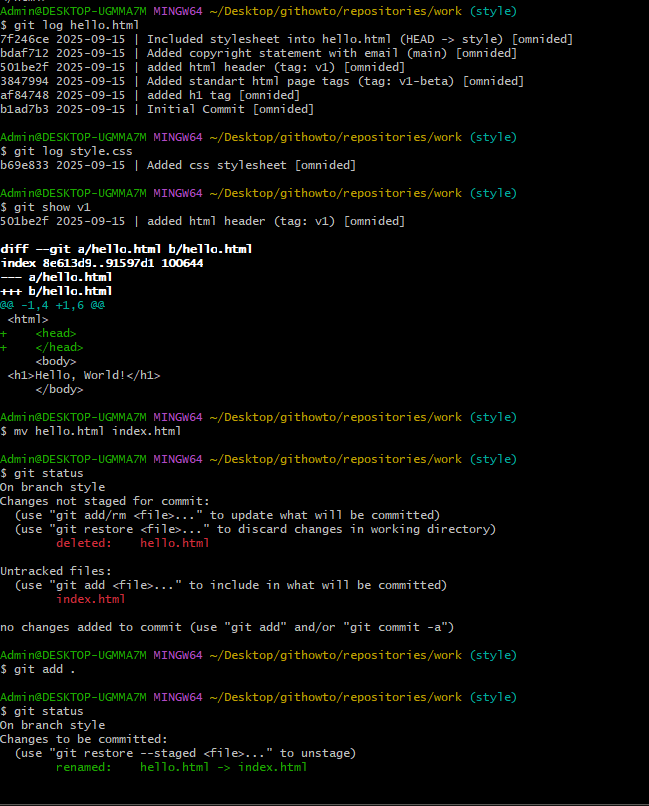 Admin@DESKTOP-UGMMA7M MINGW64 ~/Desktop/githowto/repositories/work (style)
$ git log hello.html
7f246ce 2025-09-15 | Included stylesheet into hello.html (HEAD -> style) [omnided]
bdaf712 2025-09-15 | Added copyright statement with email (main) [omnided]
501be2f 2025-09-15 | added html header (tag: v1) [omnided]
3847994 2025-09-15 | Added standart html page tags (tag: v1-beta) [omnided]
af84748 2025-09-15 | added h1 tag [omnided]
b1ad7b3 2025-09-15 | Initial Commit [omnided]
Admin@DESKTOP-UGMMA7M MINGW64 ~/Desktop/githowto/repositories/work (style)
$ git log style.css
b69e833 2025-09-15 | Added css stylesheet [omnided]
Admin@DESKTOP-UGMMA7M MINGW64 ~/Desktop/githowto/repositories/work (style)
$ git show v1
501be2f 2025-09-15 | added html header (tag: v1) [omnided]
diff --git a/hello.html b/hello.html
index 8e613d9..91597d1 100644
--- a/hello.html
+++ b/hello.html
@@ -1,4 +1,6 @@
 <html>
+    <head>
+    </head>
     <body>
 <h1>Hello, World!</h1>
     </body>
Admin@DESKTOP-UGMMA7M MINGW64 ~/Desktop/githowto/repositories/work (style)
$ mv hello.html index.html
Admin@DESKTOP-UGMMA7M MINGW64 ~/Desktop/githowto/repositories/work (style)
$ git status
On branch style
Changes not staged for commit:
  (use "git add/rm <file>..." to update what will be committed)
  (use "git restore <file>..." to discard changes in working directory)
        deleted:    hello.html
Untracked files:
  (use "git add <file>..." to include in what will be committed)
        index.html
no changes added to commit (use "git add" and/or "git commit -a")
Admin@DESKTOP-UGMMA7M MINGW64 ~/Desktop/githowto/repositories/work (style)
$ git add .
Admin@DESKTOP-UGMMA7M MINGW64 ~/Desktop/githowto/repositories/work (style)
$ git status
On branch style
Changes to be committed:
  (use "git restore --staged <file>..." to unstage)
        renamed:    hello.html -> index.html